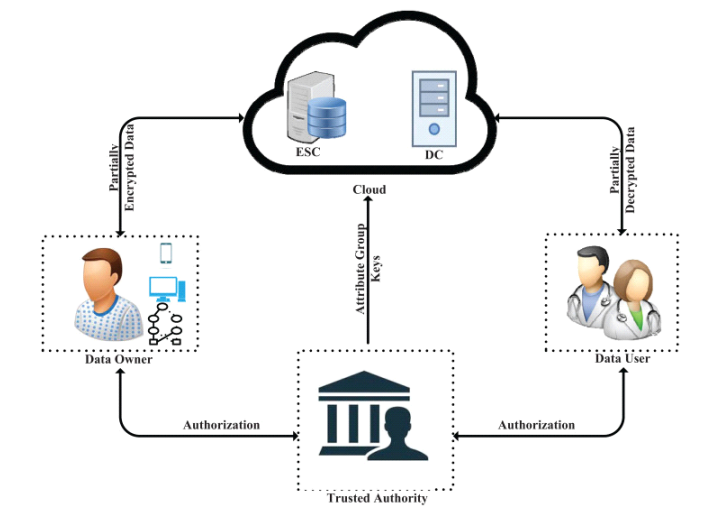 ESC
DC
Cloud
Partially
Encrypted Data
Partially
Decrypted Data
Attribute Group
Keys
Data Owner
Data User
Authorization
Authorization
Trusted Authority